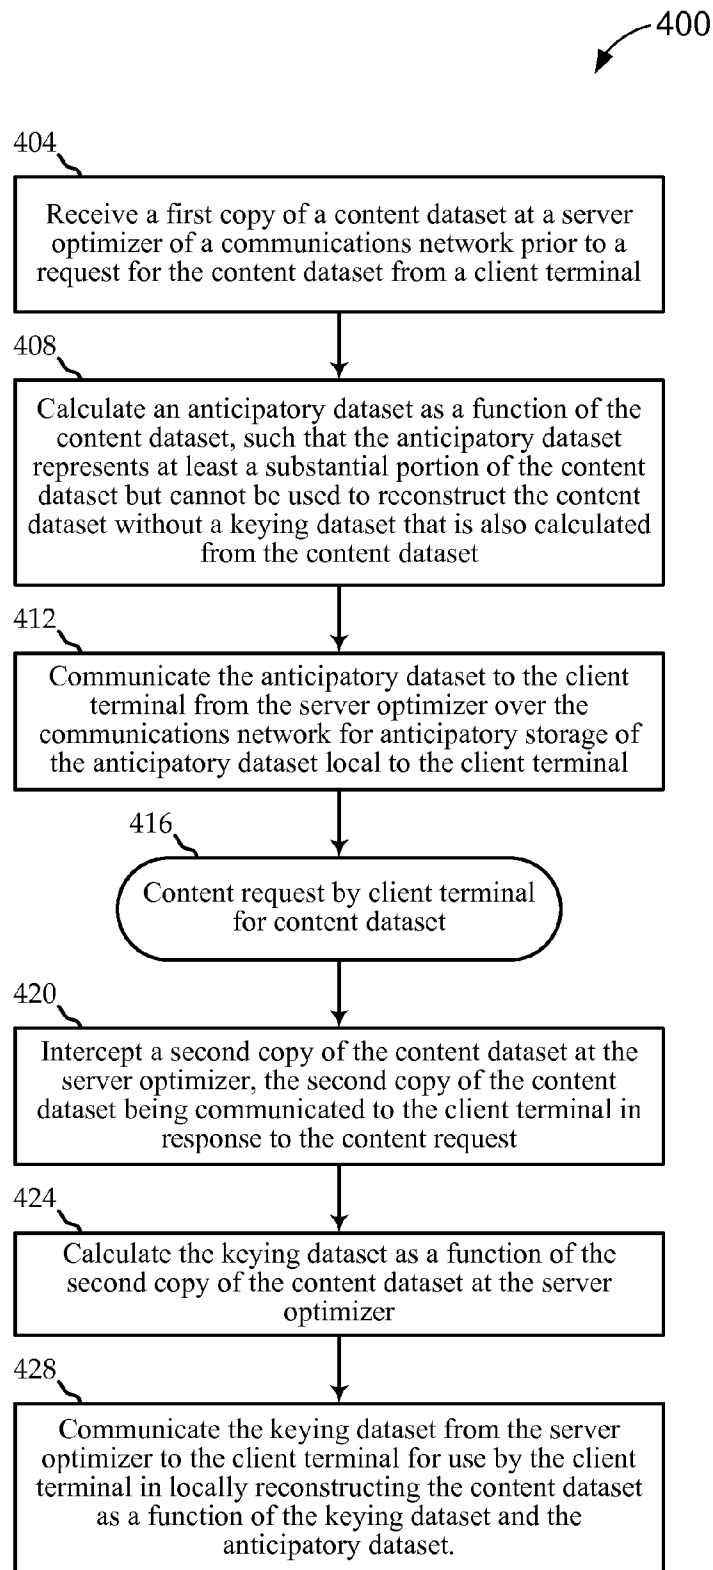 400
404
Receive a first copy of a content dataset at a server
optimizer of a communications network prior to a
request for the content dataset from a client terminal
408
Calculate an anticipatory dataset as a function of the
content dataset, such that the anticipatory dataset
represents at least a substantial portion of the content
dataset but cannot be used to reconstruct the content
dataset without a keying dataset that is also calculated
from the content dataset
412
Communicate the anticipatory dataset to the client
terminal from the server optimizer over the
communications network for anticipatory storage of
the anticipatory dataset local to the client terminal
416
Content request by client terminal
for content dataset
420
Intercept a second copy of the content dataset at the
server optimizer, the second copy of the content
dataset being communicated to the client terminal in
response to the content request
424
Calculate the keying dataset as a function of the
second copy of the content dataset at the server
optimizer
428
Communicate the keying dataset from the server
optimizer to the client terminal for use by the client
terminal in locally reconstructing the content dataset
as a function of the keying dataset and the
anticipatory dataset.